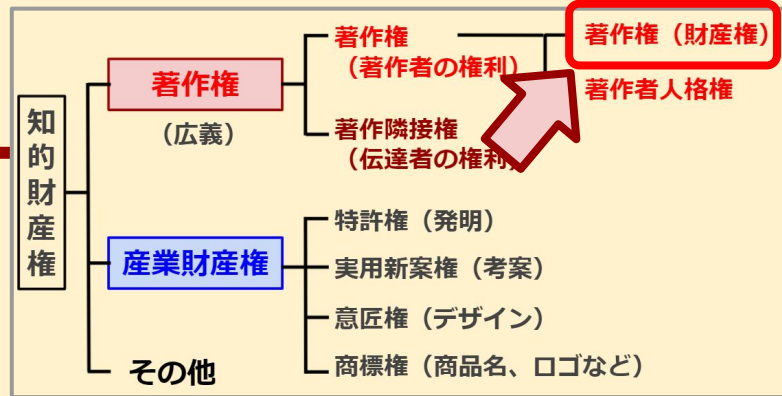 知的財産権
著作権
（広義）
著作権
（著作者の権利）
著作権（財産権）
著作者人格権
著作隣接権
（伝達者の権利）
産業財産権
特許権（発明）
実用新案権（考案）
意匠権（デザイン）
商標権（商品名、ロゴなど）
その他